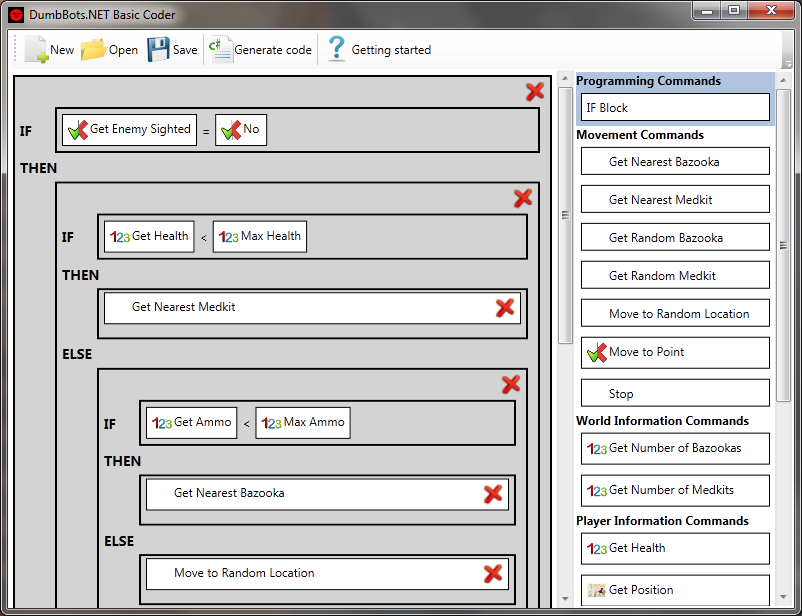 DumbBots.NET Basic Coder
New Open Save Generate code Getting started
IF Get Enemy Sighted = No
THEN
IF 123 Get Health < 123 Max Health
THEN
Get Nearest Medkit
ELSE
IF 123 Get Ammo < 123 Max Ammo
THEN
Get Nearest Bazooka
ELSE
Move to Random Location
Programming Commands
IF Block
Movement Commands
Get Nearest Bazooka
Get Nearest Medkit
Get Random Bazooka
Get Random Medkit
Move to Random Location
Move to Point
Stop
World Information Commands
123 Get Number of Bazookas
123 Get Number of Medkits
Player Information Commands
123 Get Health
Get Position